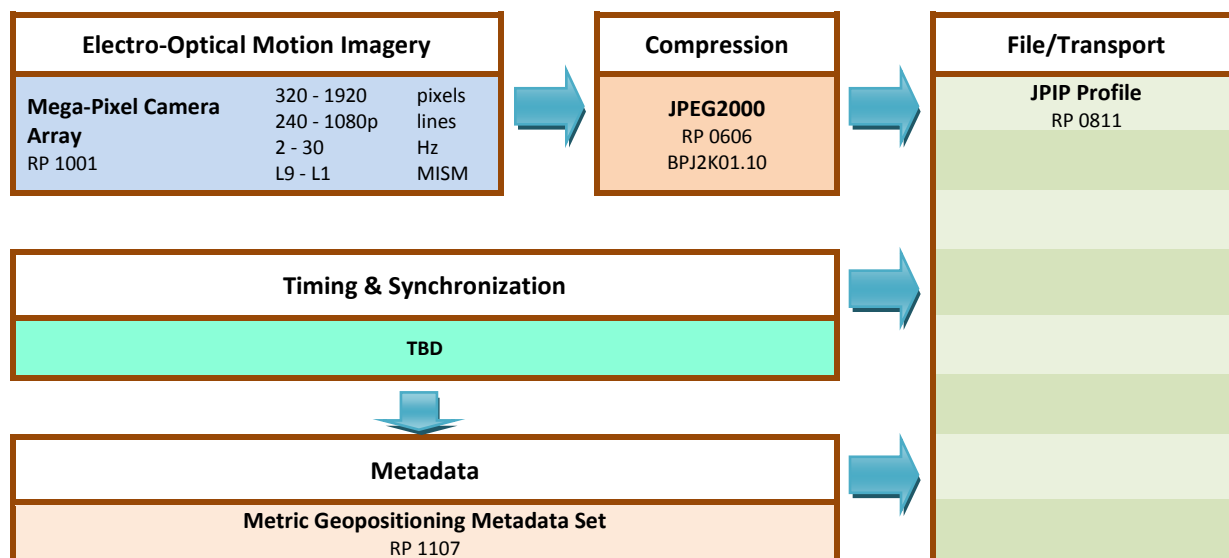 Electro-Optical Motion Imagery
Mega-Pixel Camera
Array
RP 1001
320 - 1920 pixels
240 - 1080p lines
2 - 30 Hz
L9 - L1 MISM
Compression
JPEG2000
RP 0606
BPJ2K01.10
File/Transport
JPIP Profile
RP 0811
Timing & Synchronization
TBD
Metadata
Metric Geopositioning Metadata Set
RP 1107